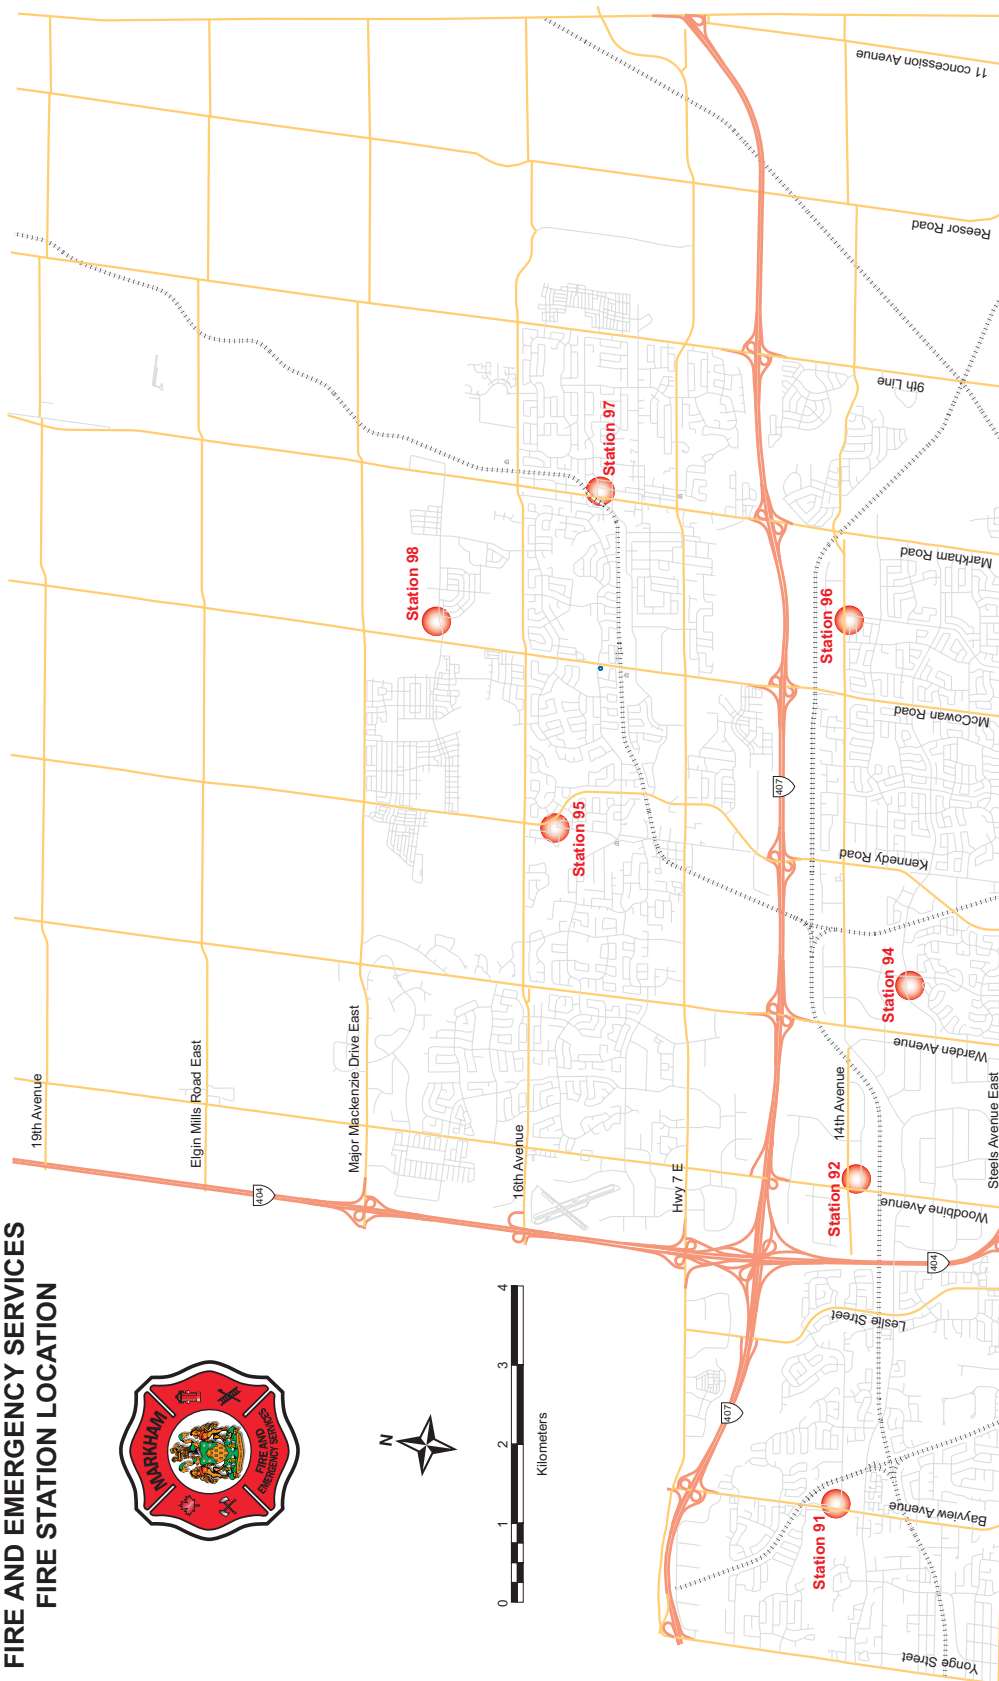 FIRE AND EMERGENCY SERVICES
FIRE STATION LOCATION
MARKHAM
FIRE AND
EMERGENCY SERVICES
N
0 1 2 3 4
Kilometers
19th Avenue
Elgin Mills Road East
Major Mackenzie Drive East
16th Avenue
Hwy 7 E
14th Avenue
Steels Avenue East
404
404
407
407
Yonge Street
Bayview Avenue
Leslie Street
Woodbine Avenue
Warden Avenue
Kennedy Road
McCowan Road
Markham Road
9th Line
Reesor Road
11 concession Avenue
Station 91
Station 92
Station 94
Station 95
Station 96
Station 97
Station 98